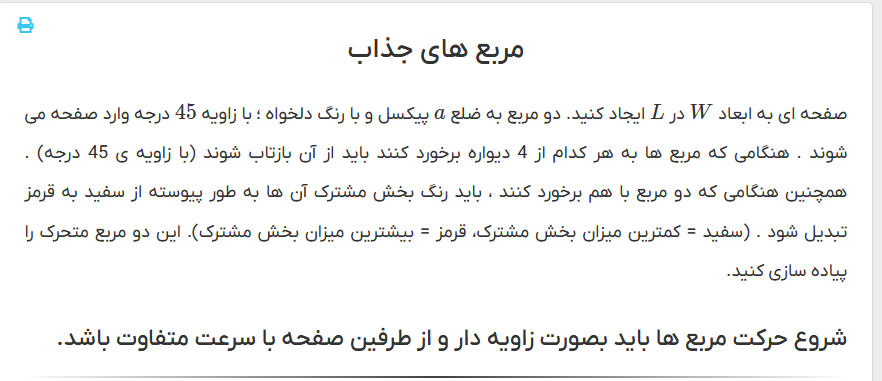 مربع های جذاب
صفحه ای به ابعاد W در L ایجاد کنید. دو مربع به ضلع a پیکسل و با رنگ دلخواه ؛ با زاویه 45 درجه وارد صفحه می
شوند . هنگامی که مربع ها به هر کدام از 4 دیواره برخورد کنند باید از آن بازتاب شوند (با زاویه ی 45 درجه) .
همچنین هنگامی که دو مربع با هم برخورد کنند ، باید رنگ بخش مشترک آن ها به طور پیوسته از سفید به قرمز
تبدیل شود . (سفید = کمترین میزان بخش مشترک، قرمز = بیشترین میزان بخش مشترک). این دو مربع متحرک را
پیاده سازی کنید.
شروع حرکت مربع ها باید بصورت زاویه دار و از طرفین صفحه با سرعت متفاوت باشد.